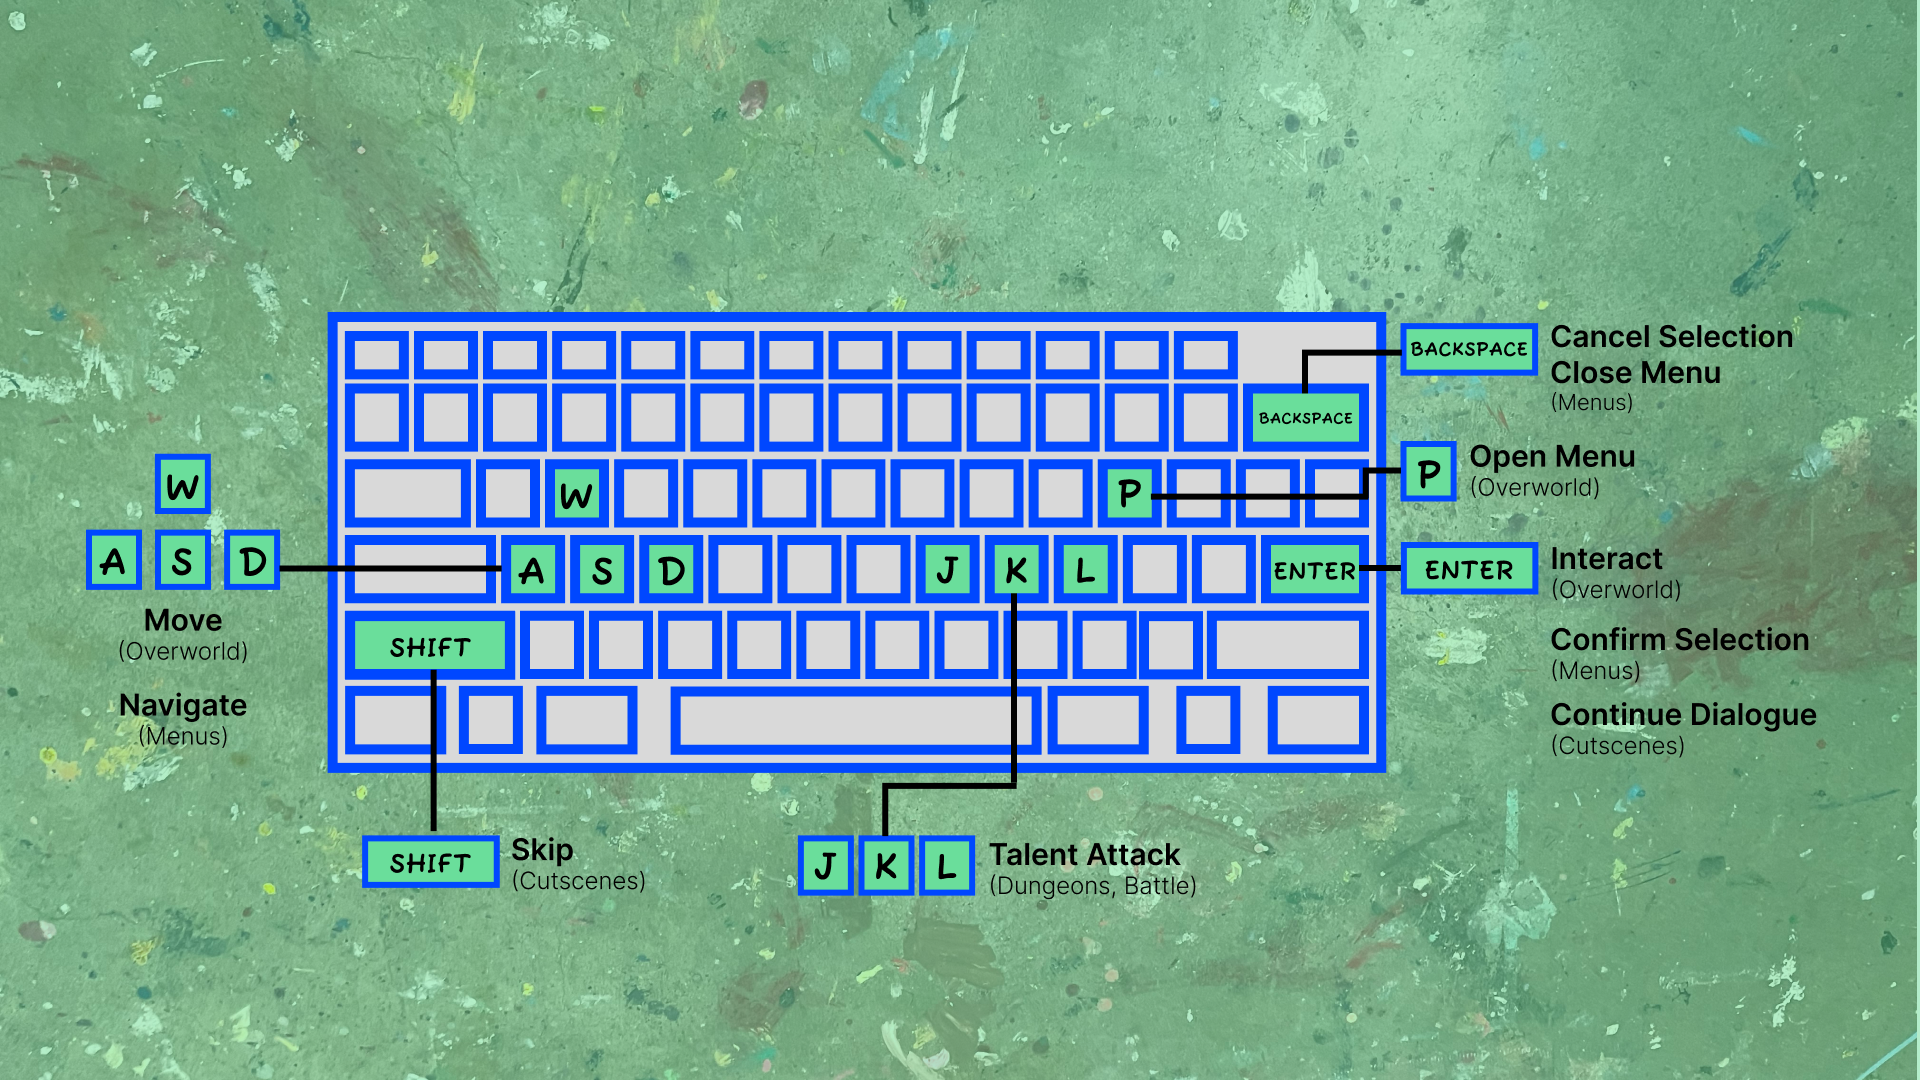 BACKSPACE
Cancel Selection
Close Menu
(Menus)
BACKSPACE
P
Open Menu
(Overworld)
W
W
P
A S D
A S D J K L ENTER
ENTER
Interact
(Overworld)
Move
(Overworld)
SHIFT
Confirm Selection
(Menus)
Navigate
(Menus)
Continue Dialogue
(Cutscenes)
SHIFT
Skip
(Cutscenes)
J K L
Talent Attack
(Dungeons, Battle)